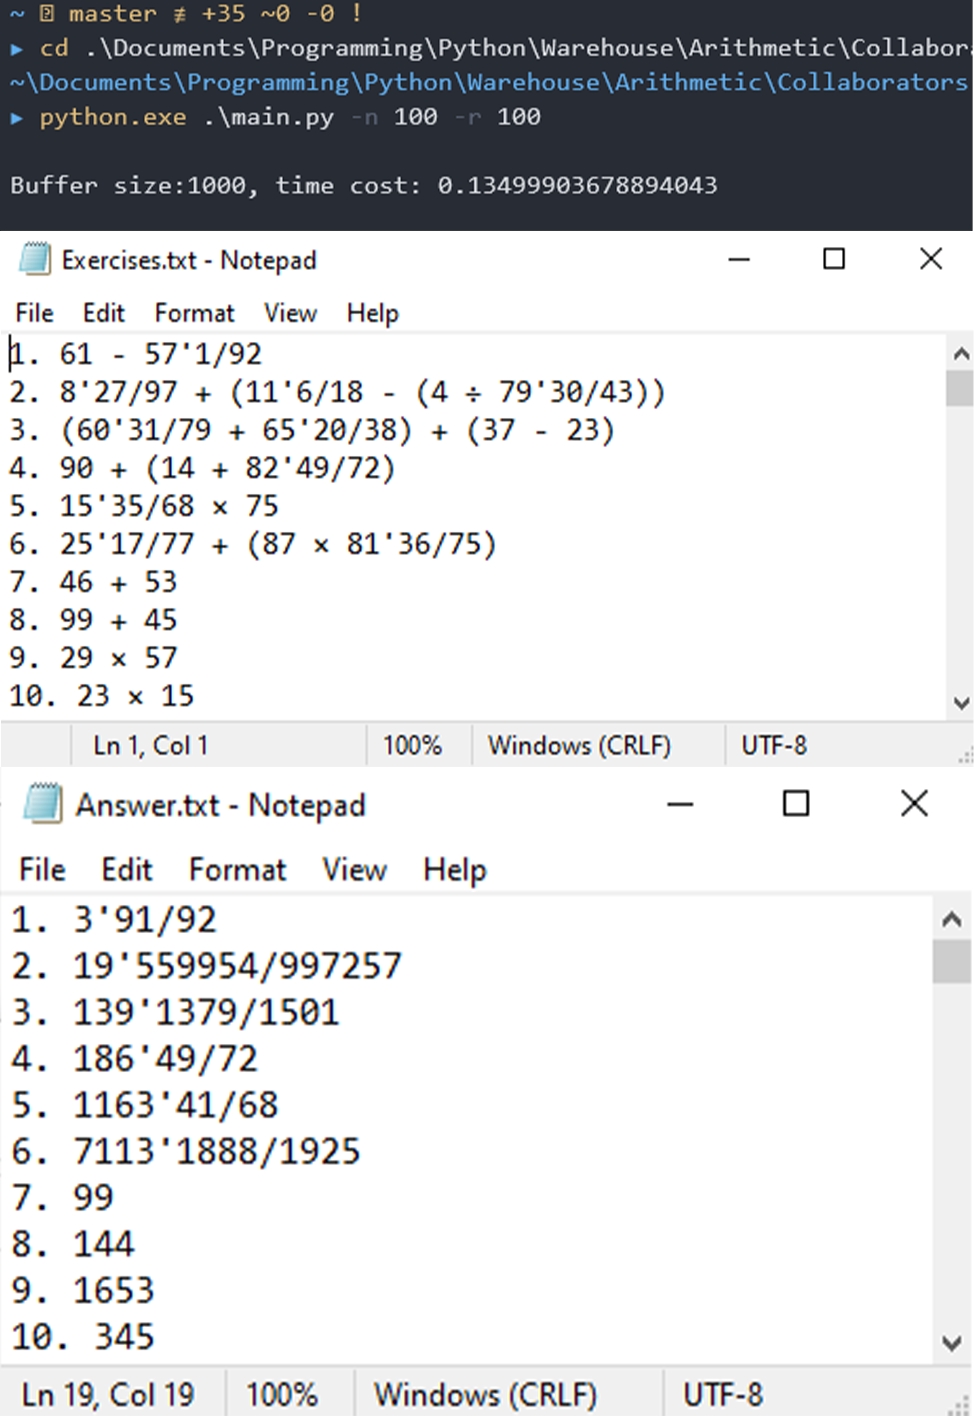 ~ master ≢ +35 ~0 -0 !
▸ cd .\Documents\Programming\Python\Warehouse\Arithmetic\Collabor
~\Documents\Programming\Python\Warehouse\Arithmetic\Collaborators
▸ python.exe .\main.py -n 100 -r 100
Buffer size:1000, time cost: 0.13499903678894043
Exercises.txt - Notepad
File Edit Format View Help
1. 61 - 57'1/92
2. 8'27/97 + (11'6/18 - (4 ÷ 79'30/43))
3. (60'31/79 + 65'20/38) + (37 - 23)
4. 90 + (14 + 82'49/72)
5. 15'35/68 × 75
6. 25'17/77 + (87 × 81'36/75)
7. 46 + 53
8. 99 + 45
9. 29 × 57
10. 23 × 15
Ln 1, Col 1 100% Windows (CRLF) UTF-8
Answer.txt - Notepad
File Edit Format View Help
1. 3'91/92
2. 19'559954/997257
3. 139'1379/1501
4. 186'49/72
5. 1163'41/68
6. 7113'1888/1925
7. 99
8. 144
9. 1653
10. 345
Ln 19, Col 19 100% Windows (CRLF) UTF-8